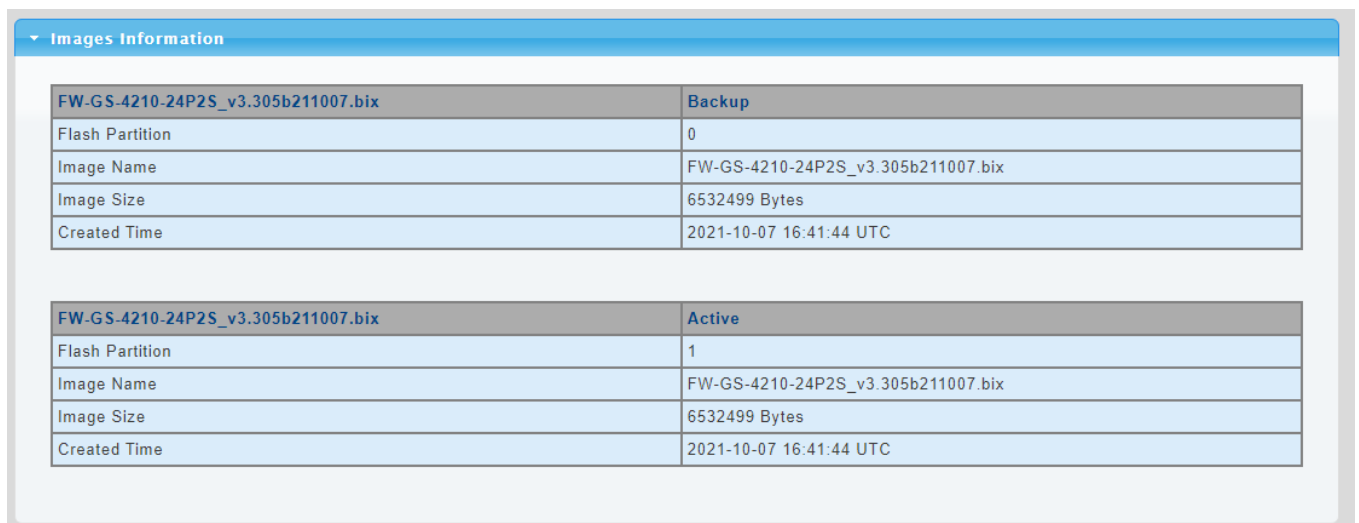 Images Information
FW-GS-4210-24P2S_v3.305b211007.bix Backup
Flash Partition 0
Image Name FW-GS-4210-24P2S_v3.305b211007.bix
Image Size 6532499 Bytes
Created Time 2021-10-07 16:41:44 UTC
FW-GS-4210-24P2S_v3.305b211007.bix Active
Flash Partition 1
Image Name FW-GS-4210-24P2S_v3.305b211007.bix
Image Size 6532499 Bytes
Created Time 2021-10-07 16:41:44 UTC